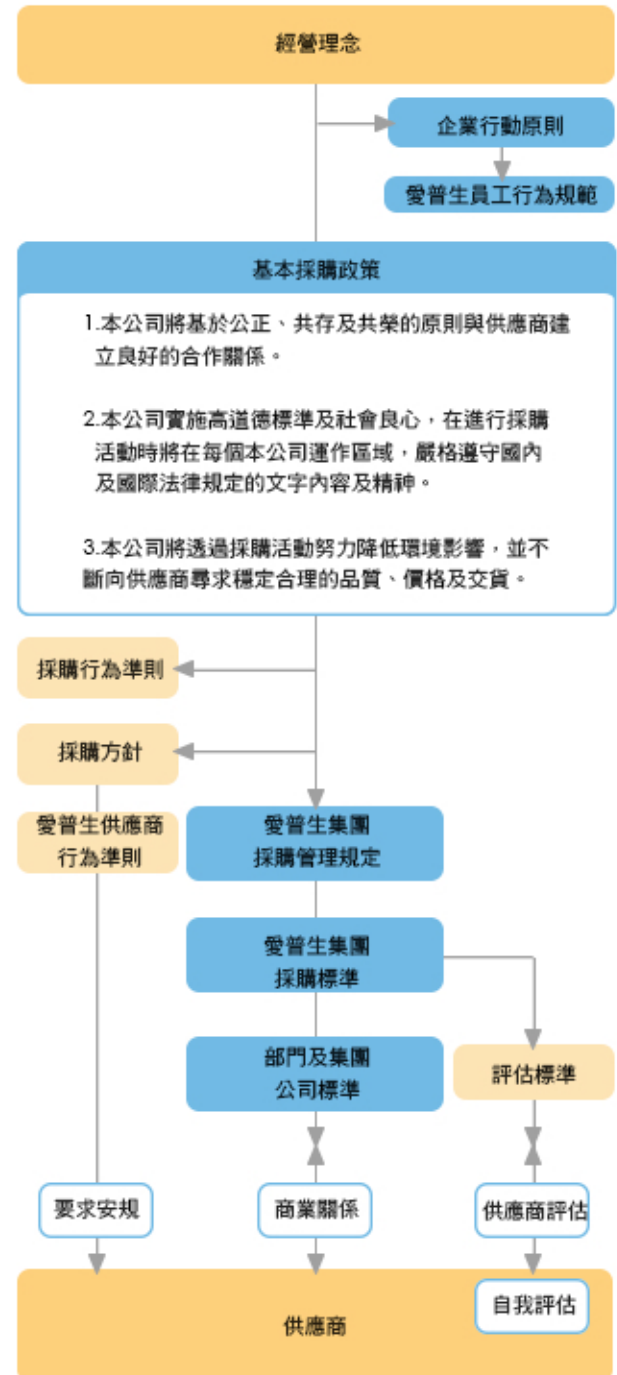 經營理念
企業行動原則
愛普生員工行為規範
基本採購政策
1.本公司將基於公正、共存及共榮的原則與供應商建
立良好的合作關係。
2.本公司實施高道德標準及社會良心，在進行採購
活動時將在每個本公司運作區域，嚴格遵守國內
及國際法律規定的文字內容及精神。
3.本公司將透過採購活動努力降低環境影響，並不
斷向供應商尋求穩定合理的品質、價格及交貨。
採購行為準則
採購方針
愛普生供應商
行為準則
愛普生集團
採購管理規定
愛普生集團
採購標準
部門及集團
公司標準
評估標準
要求安規
商業關係
供應商評估
自我評估
供應商